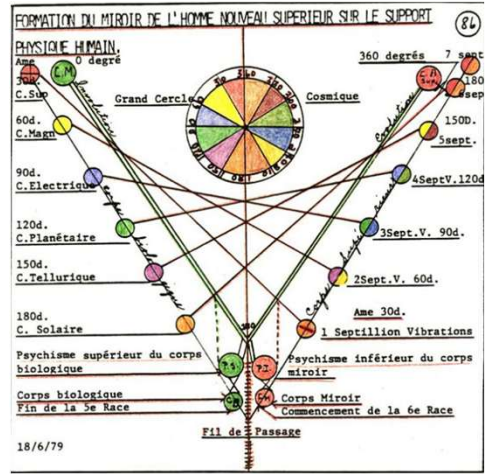 FORMATION DU MIROIR DE L'HOMME NOUVEAU SUPERIEUR SUR LE SUPPORT
PHYSIQUE HUMAIN.
86
Ame
30d.
C.Sup
C.M
0 degré
360 degrés
7 sept
180
6sept
Grand Cercle
Cosmique
Involution
Evolution
60d.
C.Magn
150D.
5sept.
90d.
C.Electrique
4SeptV.120d
120d.
C.Planétaire
3Sept.V. 90d.
150d.
C.Tellurique
2Sept.V. 60d.
180d.
C. Solaire
Ame 30d.
1 Septillion Vibrations
Psychisme supérieur du corps
biologique
Psychisme inférieur du corps
miroir
P.S.
P.I.
Corps biologique
Fin de la 5e Race
Corps Miroir
Commencement de la 6e Race
Fil de Passage
18/6/79